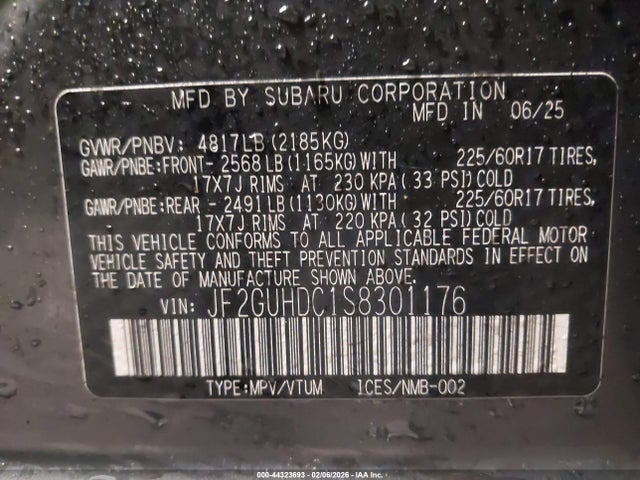 MFD BY SUBARU CORPORATION
MFD IN 06/25
GVWR/PNBV: 4817LB (2185KG)
GAWR/PNBE:FRONT- 2568 LB (1165KG) WITH 225/60R17 TIRES,
17X7J RIMS AT 230 KPA( 33 PSI) COLD
GAWR/PNBE:REAR - 2491 LB (1130KG) WITH 225/60R17 TIRES,
17X7J RIMS AT 220 KPA( 32 PSI) COLD
THIS VEHICLE CONFORMS TO ALL APPLICABLE FEDERAL MOTOR
VEHICLE SAFETY AND THEFT PREVENTION STANDARDS IN EFFECT ON
THE DATE OF MANUFACTURE SHOWN ABOVE.
VIN: JF2GUHDC1S8301176
TYPE:MPV/VTUM ICES/NMB-002
000-44323693 - 02/06/2026 - IAA, Inc.